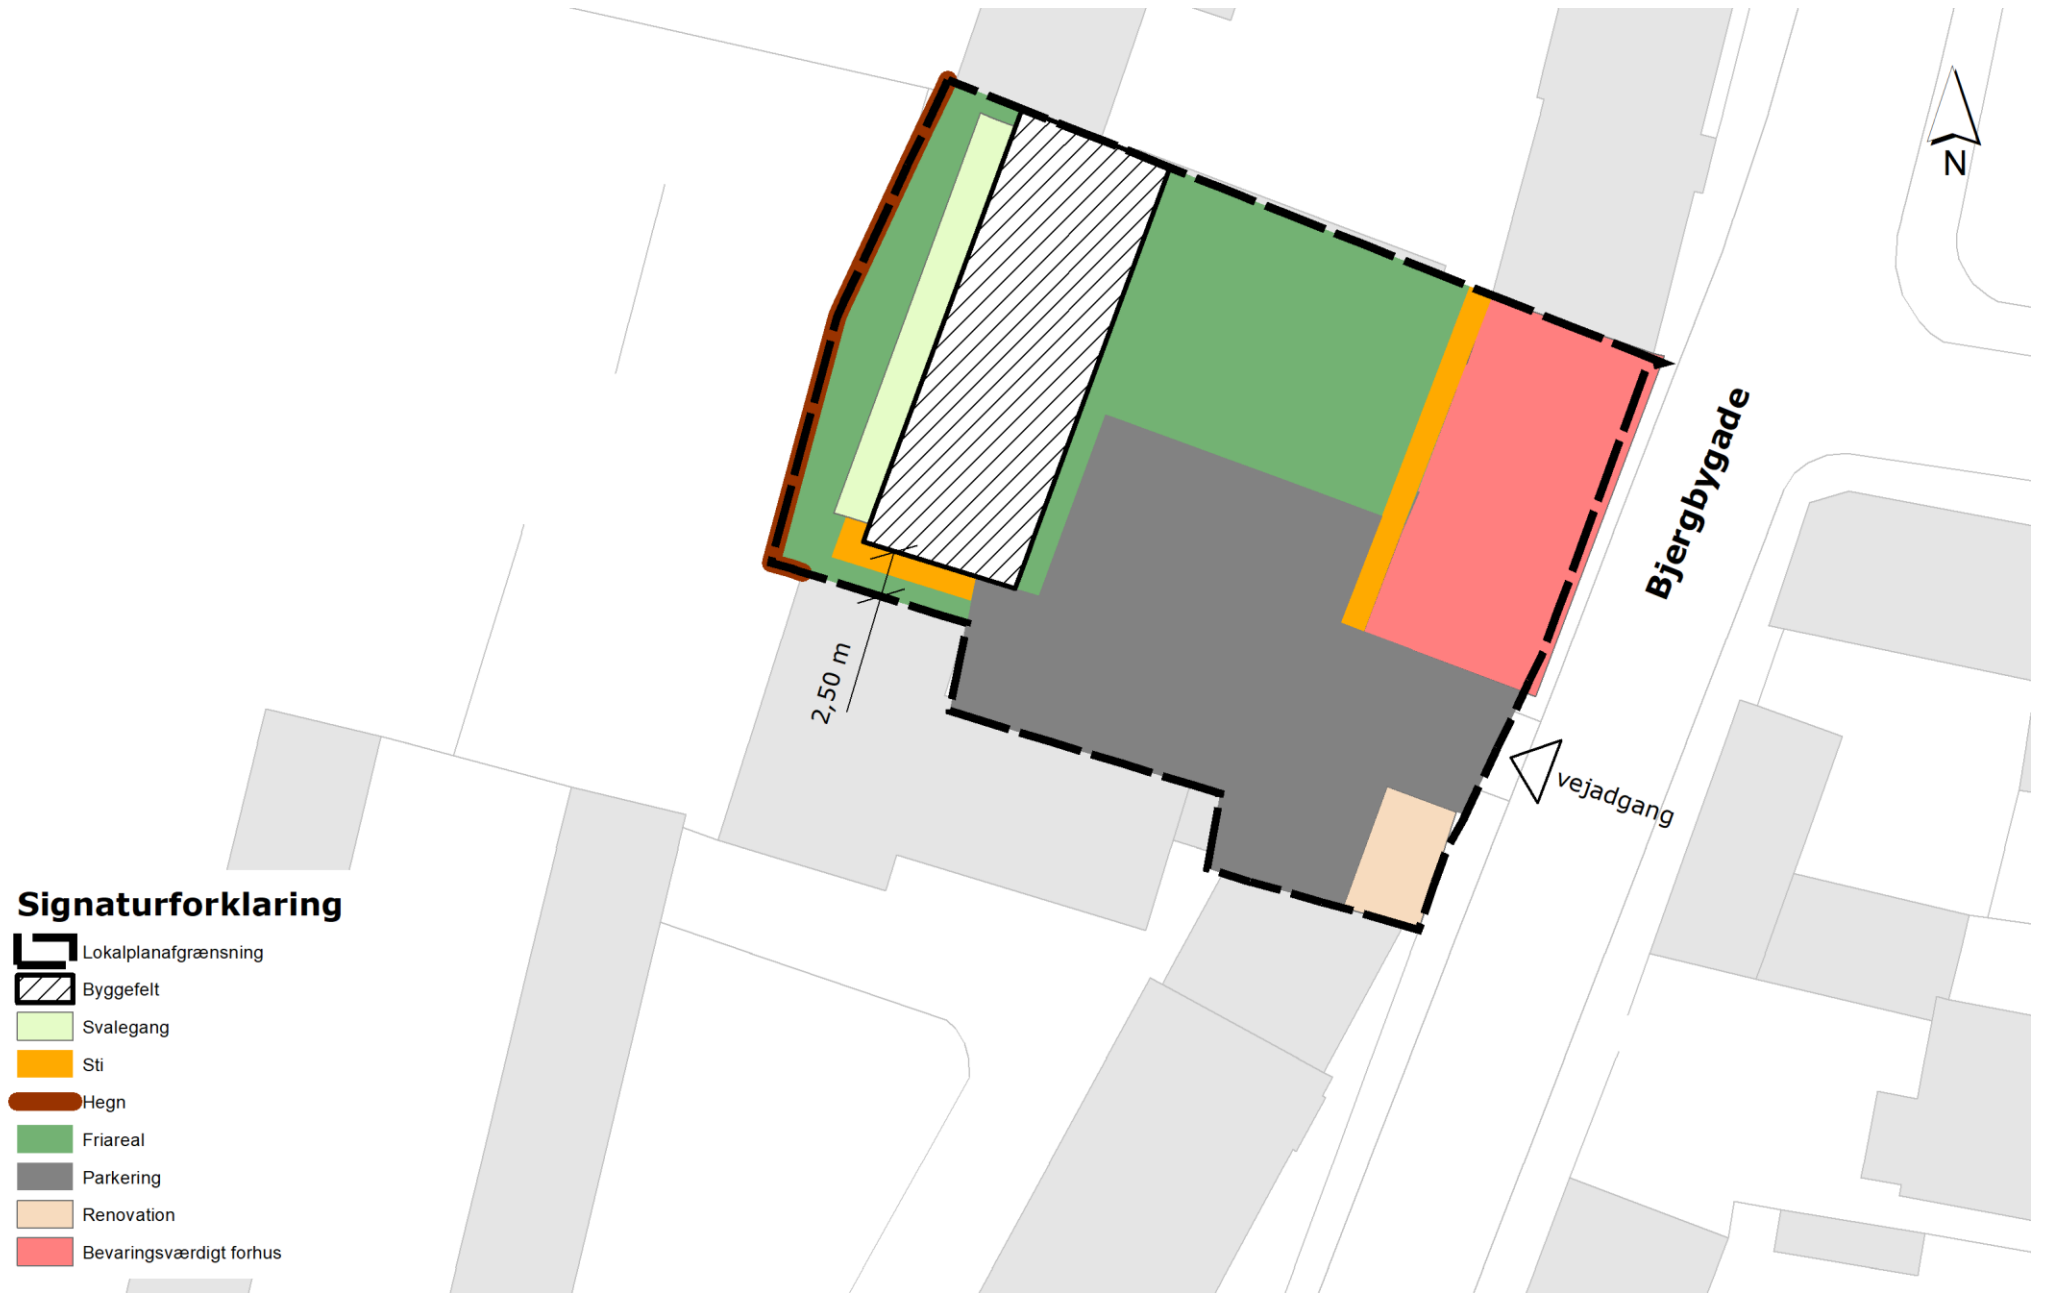 N
Bjergbygade
2,50 m
vejadgang
Signaturforklaring
Lokalplanafgrænsning
Byggefelt
Svalegang
Sti
Hegn
Friareal
Parkering
Renovation
Bevaringsværdigt forhus